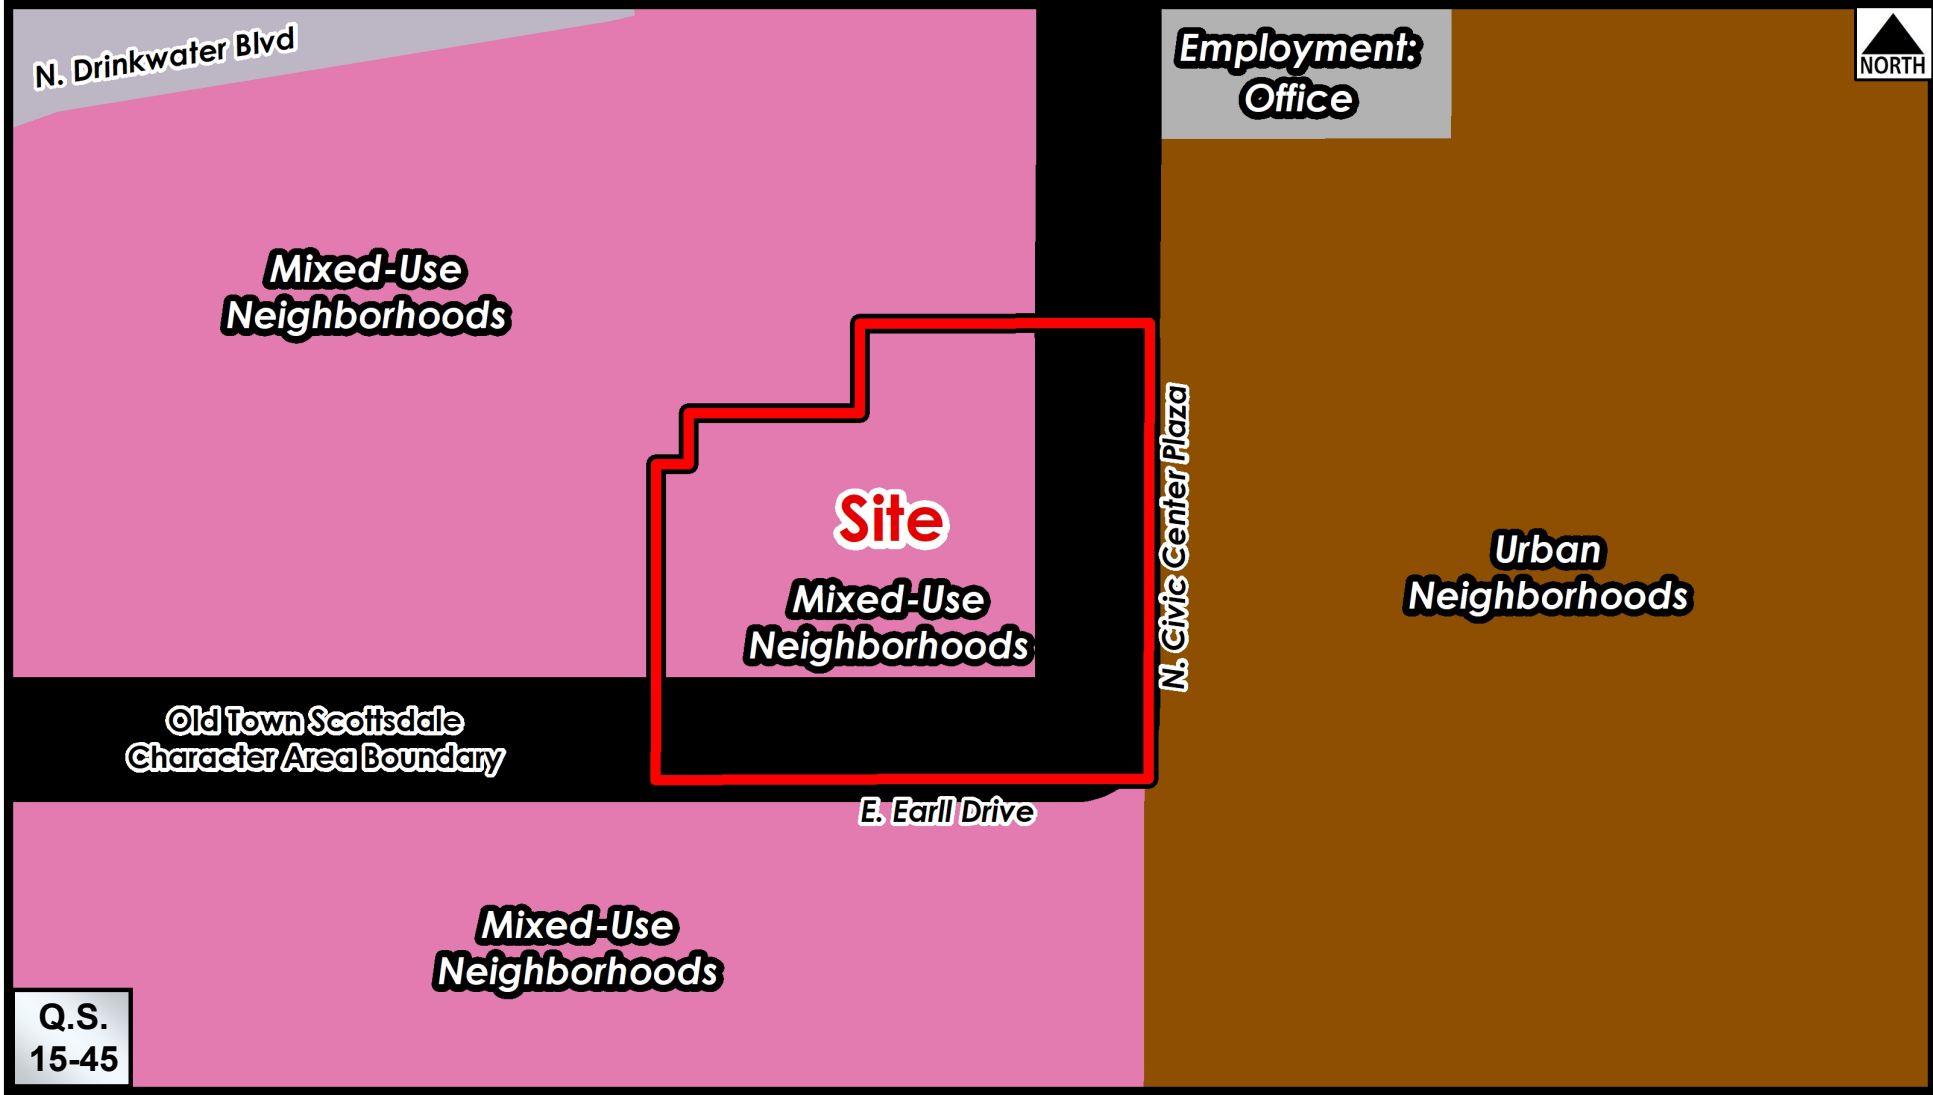 N. Drinkwater Blvd
Employment:
Office
NORTH
Mixed-Use
Neighborhoods
Site
Mixed-Use
Neighborhoods
N. Civic Center Plaza
Urban
Neighborhoods
Old Town Scottsdale
Character Area Boundary
E. Earll Drive
Mixed-Use
Neighborhoods
Q.S.
15-45